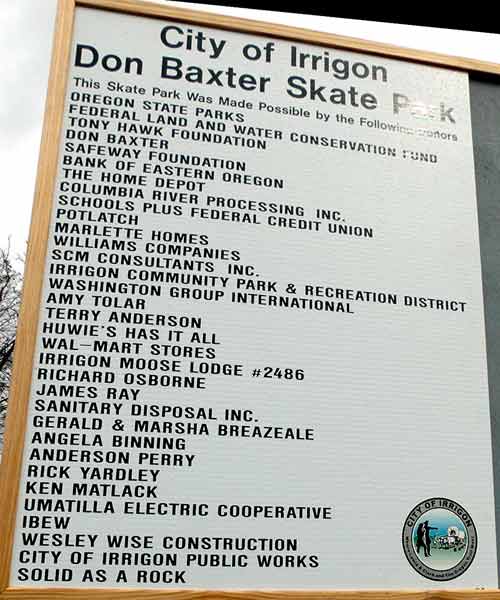 City of Irrigon
Don Baxter Skate Park
This Skate Park Was Made Possible by the Following Donors
OREGON STATE PARKS
FEDERAL LAND AND WATER CONSERVATION FUND
TONY HAWK FOUNDATION
DON BAXTER
SAFEWAY FOUNDATION
BANK OF EASTERN OREGON
THE HOME DEPOT
COLUMBIA RIVER PROCESSING INC.
SCHOOLS PLUS FEDERAL CREDIT UNION
POTLATCH
MARLETTE HOMES
WILLIAMS COMPANIES
SCM CONSULTANTS INC.
IRRIGON COMMUNITY PARK & RECREATION DISTRICT
WASHINGTON GROUP INTERNATIONAL
AMY TOLAR
TERRY ANDERSON
HUWIE'S HAS IT ALL
WAL-MART STORES
IRRIGON MOOSE LODGE #2486
RICHARD OSBORNE
JAMES RAY
SANITARY DISPOSAL INC.
GERALD & MARSHA BREAZEALE
ANGELA BINNING
ANDERSON PERRY
RICK YARDLEY
KEN MATLACK
UMATILLA ELECTRIC COOPERATIVE
IBEW
WESLEY WISE CONSTRUCTION
CITY OF IRRIGON PUBLIC WORKS
SOLID AS A ROCK
CITY OF IRRIGON